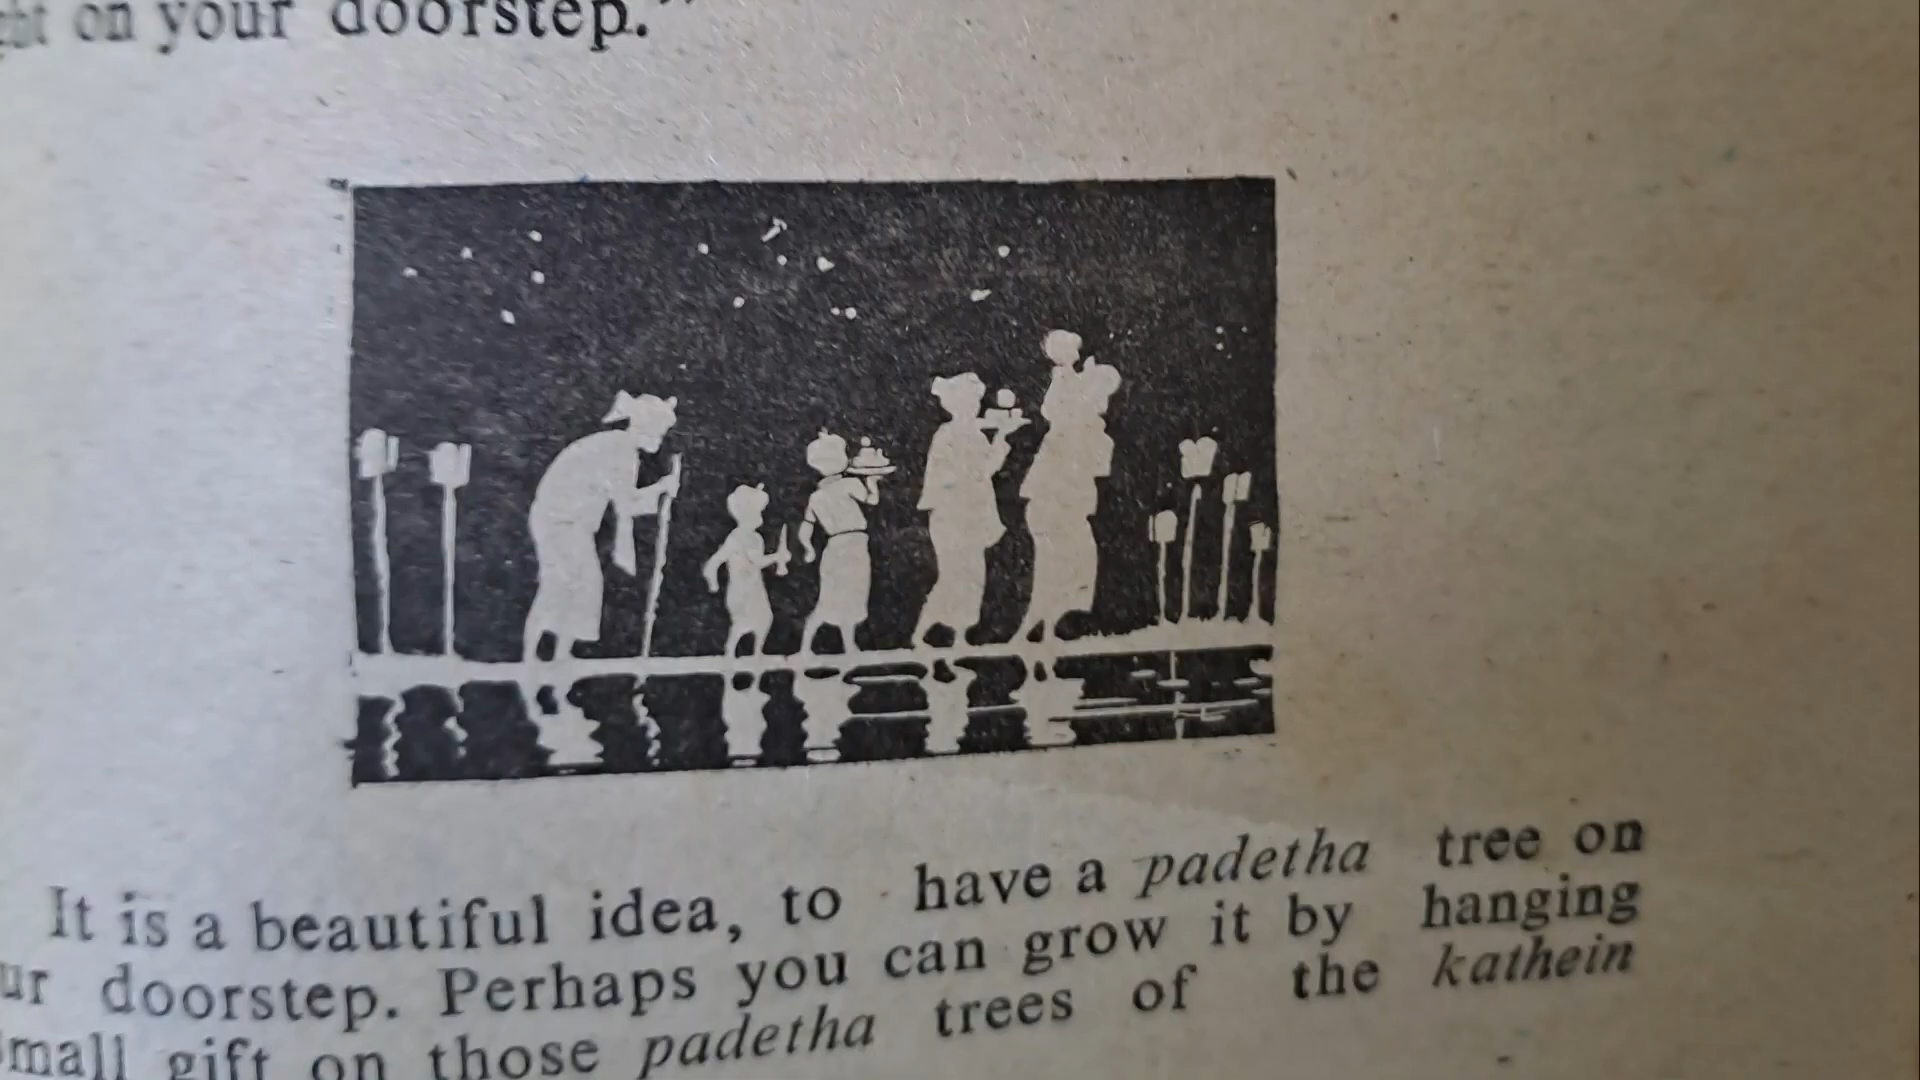 on your doorstep."
It is a beautiful idea, to have a padetha tree on
doorstep. Perhaps you can grow it by hanging
gift on those padetha trees of the kathein